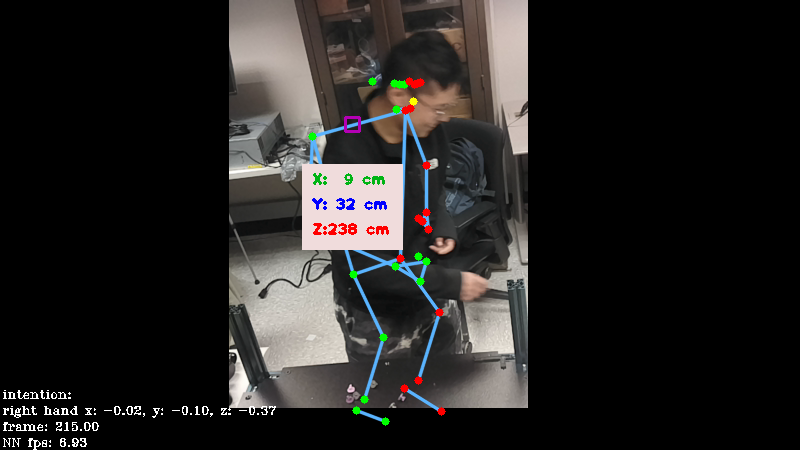 X: 9 cm
Y: 32 cm
Z:238 cm
intention:
right hand x: −0.02, y: −0.10, z: −0.37
frame: 215.00
NN fps: 6.93